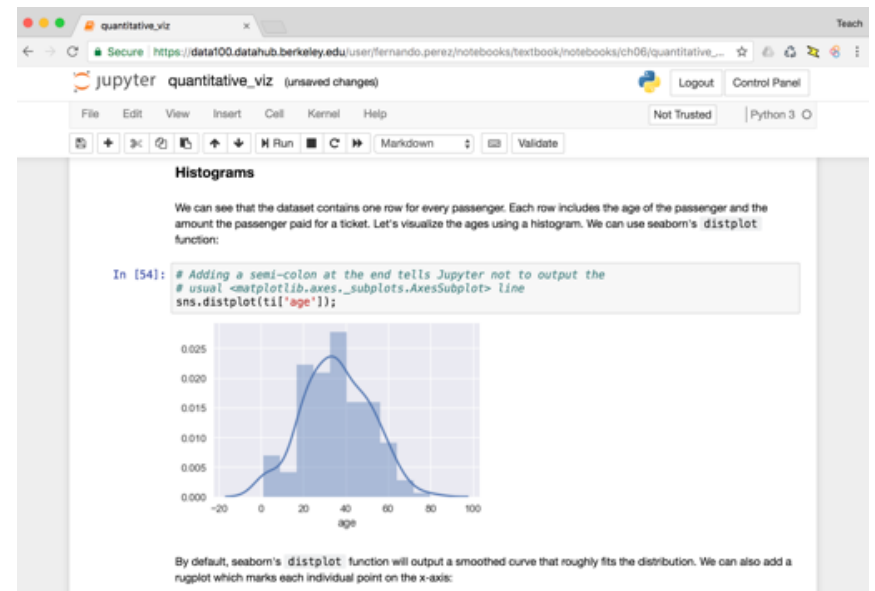 quantitative_viz
Teach
Secure https://data100.datahub.berkeley.edu/user/fernando.perez/notebooks/textbook/notebooks/ch06/quantitative_...
jupyter quantitative_viz (unsaved changes)
Logout Control Panel
File Edit View Insert Cell Kernel Help
Not Trusted Python 3
Run Markdown Validate
Histograms
We can see that the dataset contains one row for every passenger. Each row includes the age of the passenger and the
amount the passenger paid for a ticket. Let's visualize the ages using a histogram. We can use seaborn's distplot
function:
In [54]: # Adding a semi-colon at the end tells Jupyter not to output the
# usual <matplotlib.axes._subplots.AxesSubplot> line
sns.distplot(ti['age']);
0.025
0.020
0.015
0.010
0.005
0.000
-20 0 20 40 60 80 100
age
By default, seaborn's distplot function will output a smoothed curve that roughly fits the distribution. We can also add a
rugplot which marks each individual point on the x-axis: